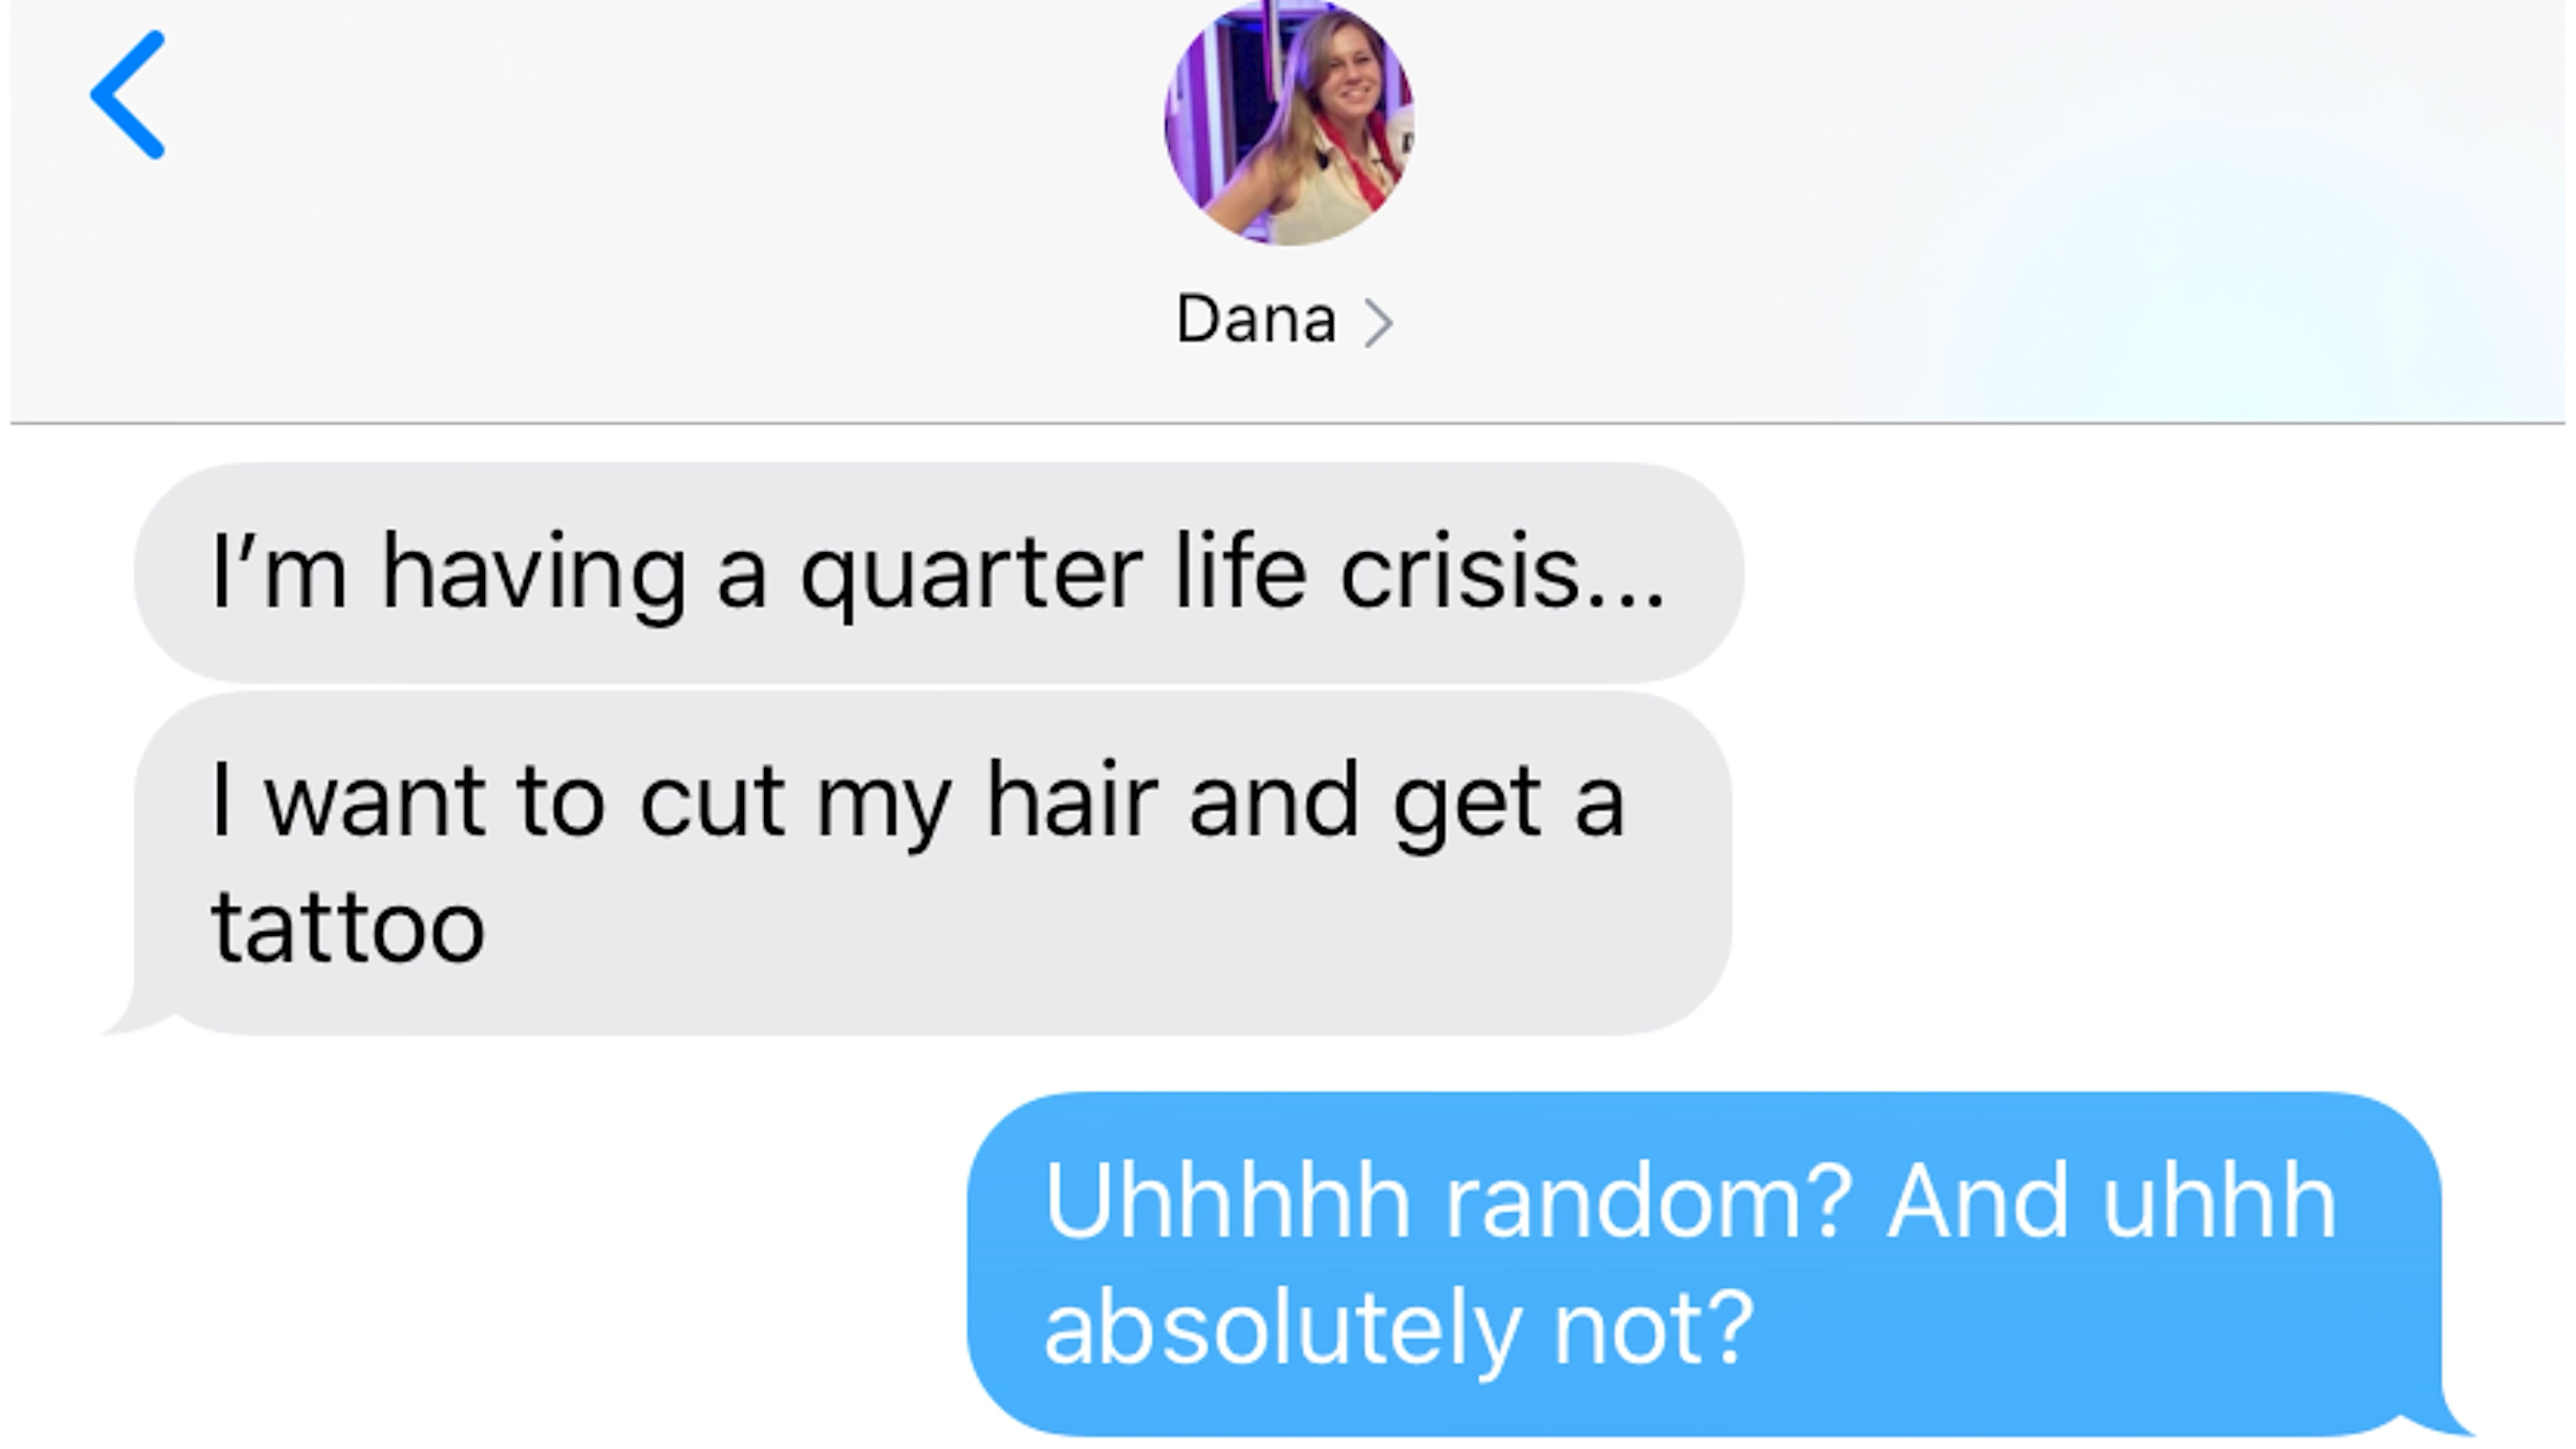 Dana
I’m having a quarter life crisis...
I want to cut my hair and get a
tattoo
Uhhhhh random? And uhhh
absolutely not?